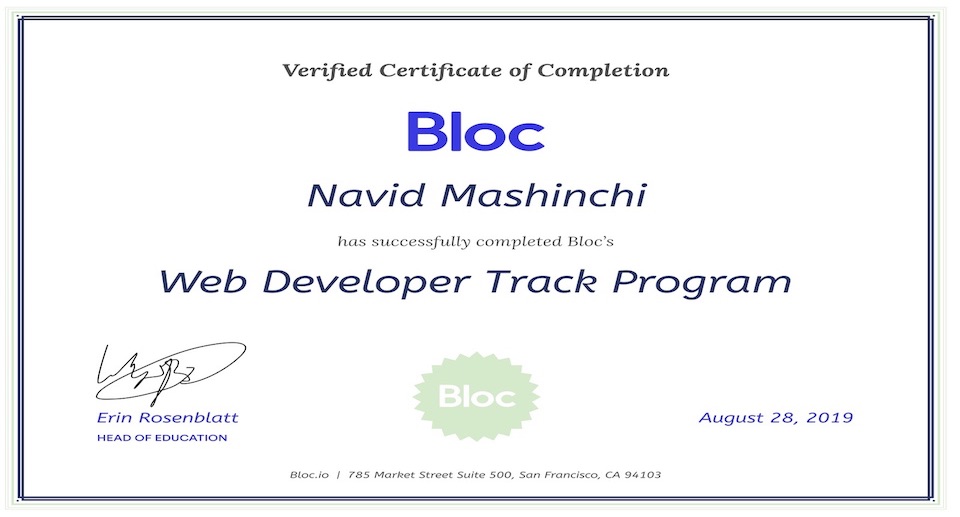 Verified Certificate of Completion
Bloc
Navid Mashinchi
has successfully completed Bloc's
Web Developer Track Program
Erin Rosenblatt
HEAD OF EDUCATION
Bloc
August 28, 2019
Bloc.io | 785 Market Street Suite 500, San Francisco, CA 94103